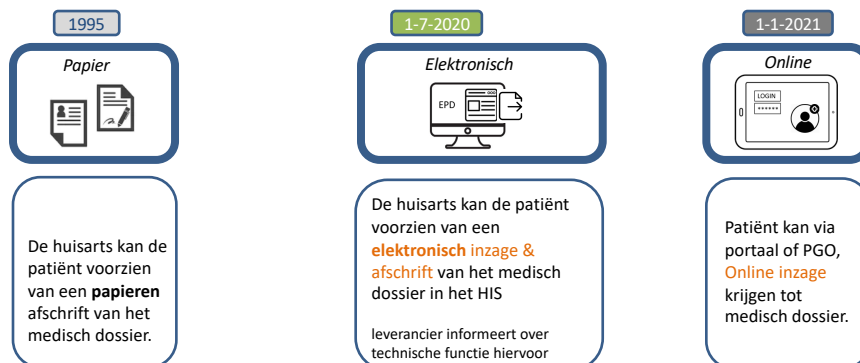 1995
Papier
De huisarts kan de
patiënt voorzien
van een papieren
afschrift van het
medisch dossier.
1-7-2020
Elektronisch
EPD
De huisarts kan de patiënt
voorzien van een
elektronisch inzage &
afschrift van het medisch
dossier in het HIS
leverancier informeert over
technische functie hiervoor
1-1-2021
Online
LOGIN
******
Patiënt kan via
portaal of PGO,
Online inzage
krijgen tot
medisch dossier.